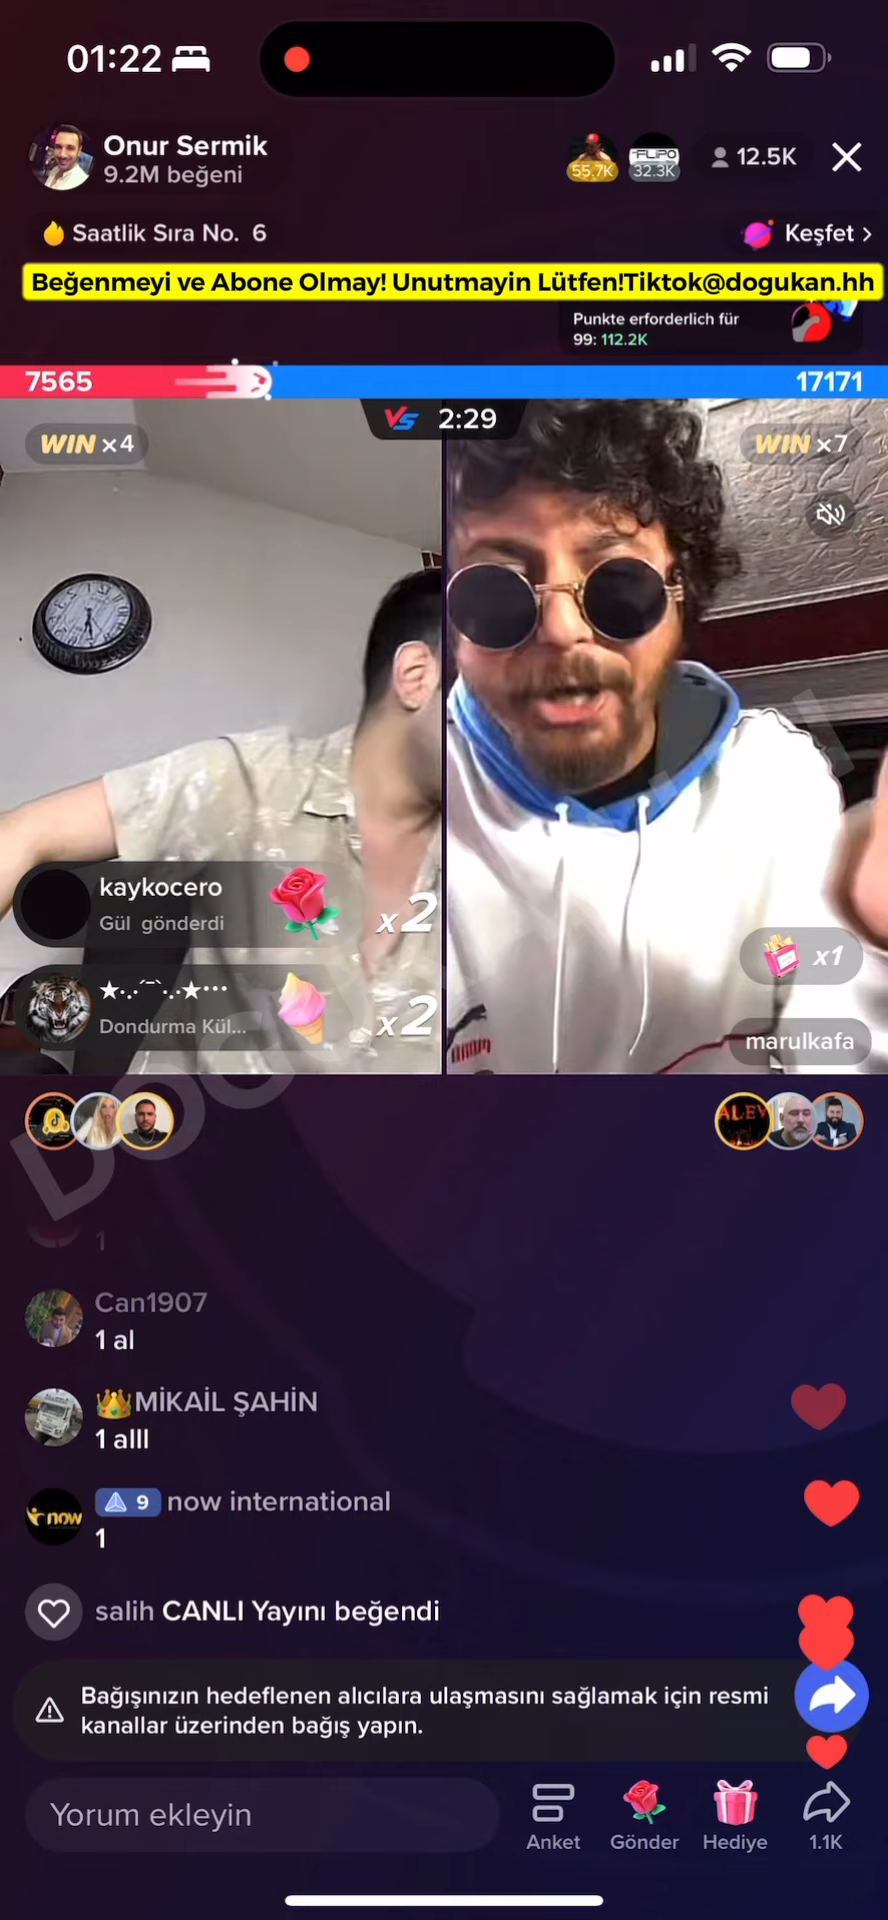 01:22
Onur Sermik
9.2M beğeni
55.7K
FLIPO
32.3K
12.5K
Saatlik Sıra No. 6
Keşfet >
Beğenmeyi ve Abone Olmay! Unutmayin Lütfen!Tiktok@dogukan.hh
Punkte erforderlich für
99: 112.2K
7565
17171
VS 2:29
WIN x4
WIN x7
kaykocero
Gül gönderdi
x2
★·.·´¯`·.·★···
Dondurma Kül...
x2
x1
marulkafa
ALEV
1
Can1907
1 al
👑MİKAİL ŞAHİN
1 alll
now
9 now international
1
salih CANLI Yayını beğendi
Bağışınızın hedeflenen alıcılara ulaşmasını sağlamak için resmi
kanallar üzerinden bağış yapın.
Yorum ekleyin
Anket
Gönder
Hediye
1.1K